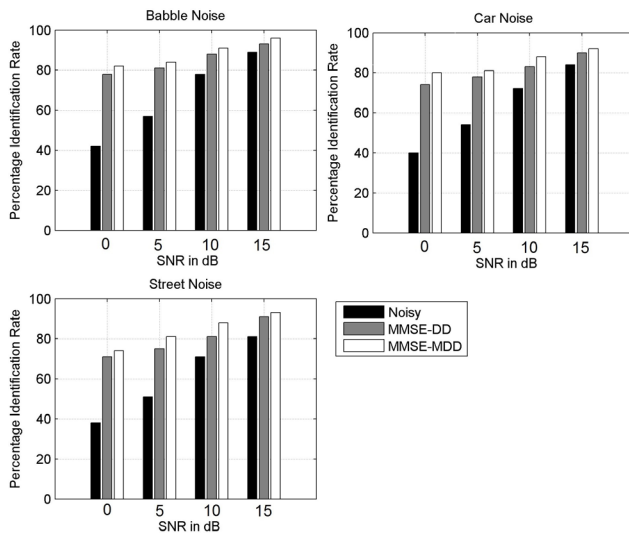 Babble Noise
Percentage Identification Rate
100
80
60
40
20
0
0 5 10 15
SNR in dB
Car Noise
Percentage Identification Rate
100
80
60
40
20
0
0 5 10 15
SNR in dB
Street Noise
Percentage Identification Rate
100
80
60
40
20
0
0 5 10 15
SNR in dB
Noisy
MMSE-DD
MMSE-MDD